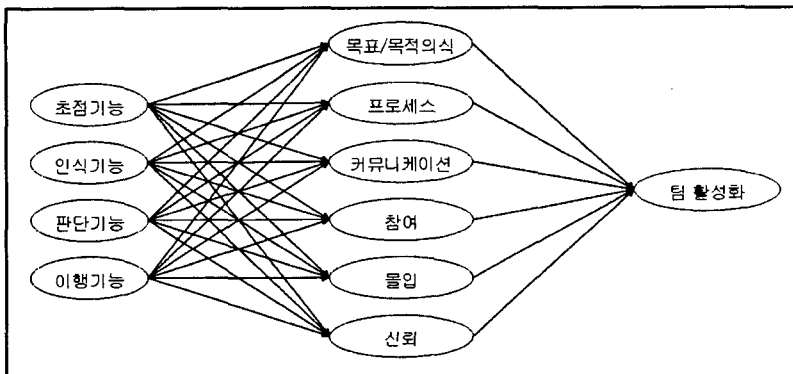 목표/목적의식
초점기능
프로세스
인식기능
커뮤니케이션
팀 활성화
판단기능
참여
이행기능
몰입
신뢰